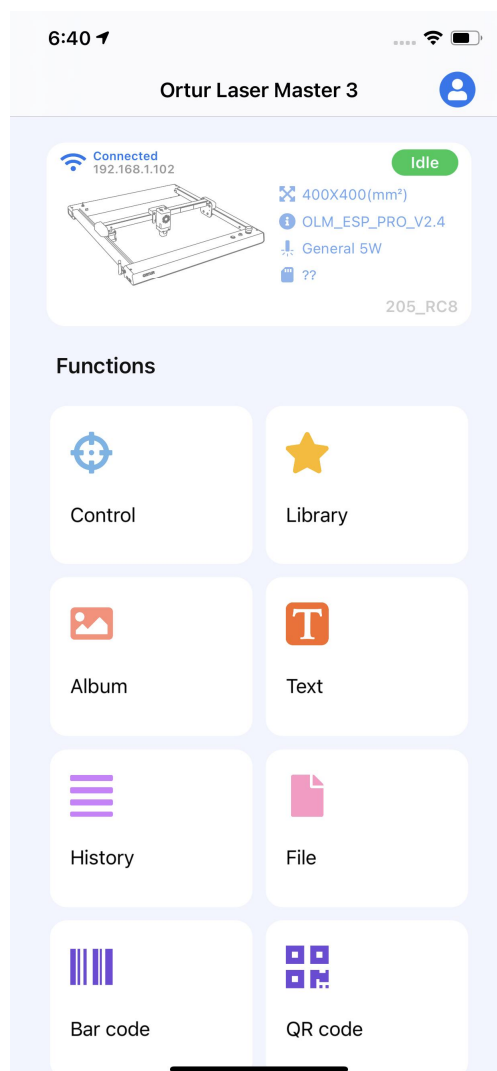 6:40
Ortur Laser Master 3
Connected
192.168.1.102
Idle
400X400(mm²)
OLM_ESP_PRO_V2.4
General 5W
??
205_RC8
Functions
Control
Library
Album
Text
History
File
Bar code
QR code